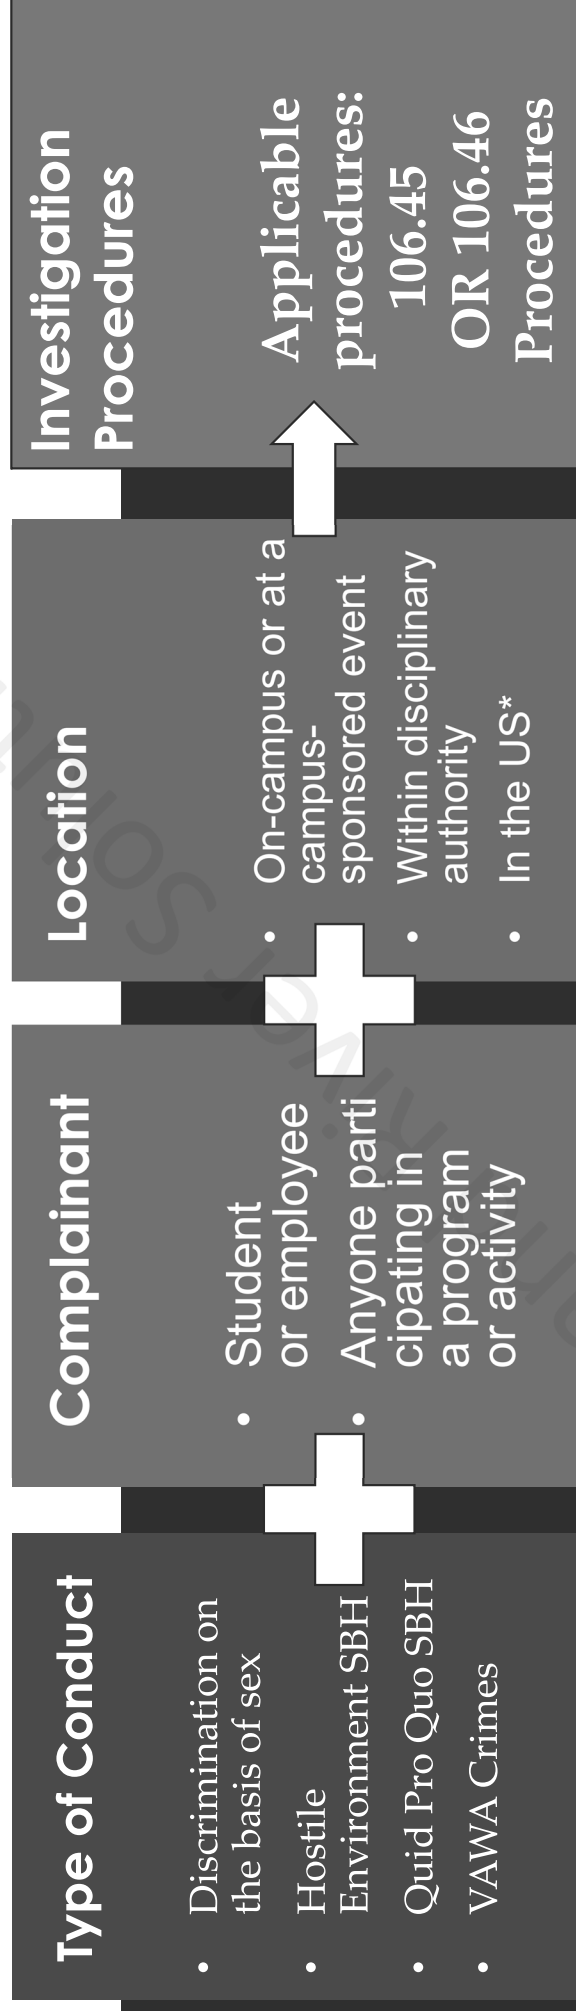 Type of Conduct
• Discrimination on
the basis of sex
• Hostile
Environment SBH
• Quid Pro Quo SBH
• VAWA Crimes
Complainant
• Student
or employee
• Anyone parti
cipating in
a program
or activity
Location
• On-campus or at a
campus-
sponsored event
• Within disciplinary
authority
• In the US*
Investigation
Procedures
Applicable
procedures:
106.45
OR 106.46
Procedures
River